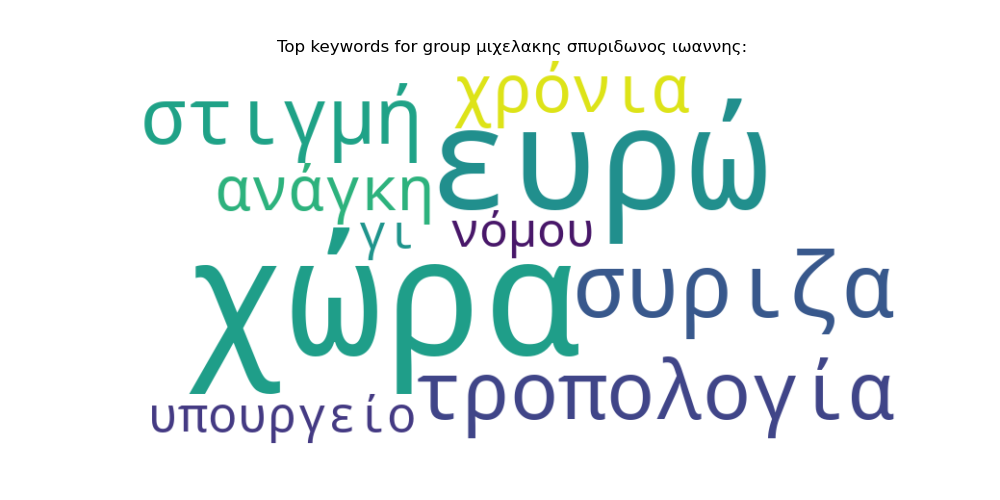 Top keywords for group μιχελακης σπυριδωνος ιωαννης:
χρόνια
στιγμή
ευρώ
ανάγκη
γι
νόμου
χώρα
συριζα
τροπολογία
υπουργείο